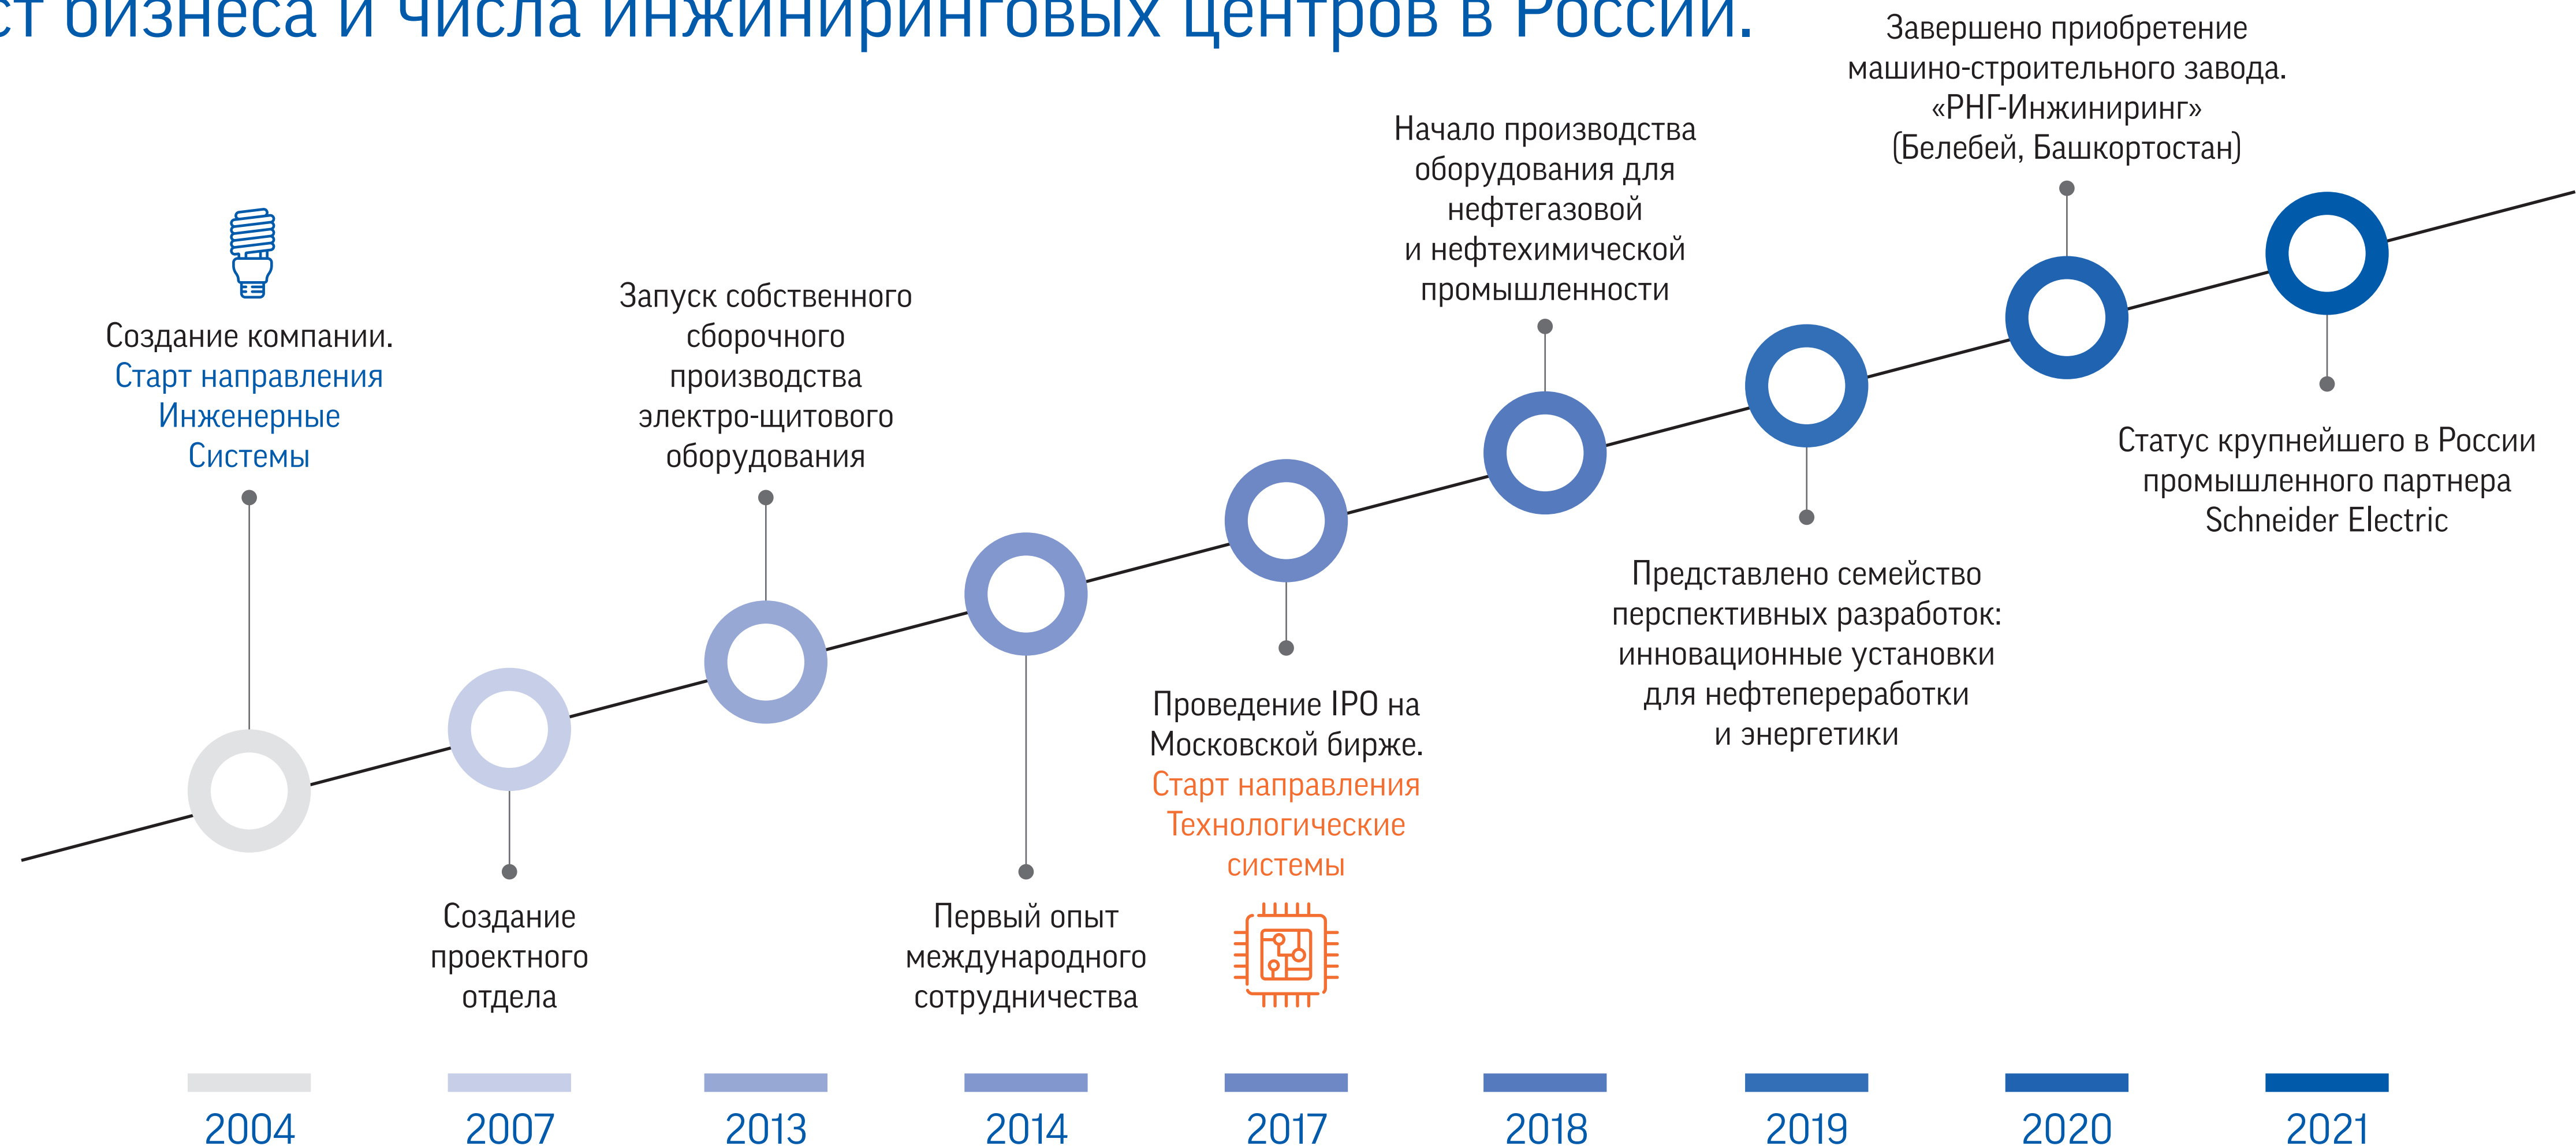 бизнеса и числа инжиниринговых центров в России.
Создание компании.
Старт направления
Инженерные
Системы
Создание
проектного
отдела
Запуск собственного
сборочного
производства
электро-щитового
оборудования
Первый опыт
международного
сотрудничества
Проведение IPO на
Московской бирже.
Старт направления
Технологические
системы
Начало производства
оборудования для
нефтегазовой
и нефтехимической
промышленности
Представлено семейство
перспективных разработок:
инновационные установки
для нефтепереработки
и энергетики
Завершено приобретение
машино-строительного завода.
«РНГ-Инжиниринг»
(Белебей, Башкортостан)
Статус крупнейшего в России
промышленного партнера
Schneider Electric
2004
2007
2013
2014
2017
2018
2019
2020
2021